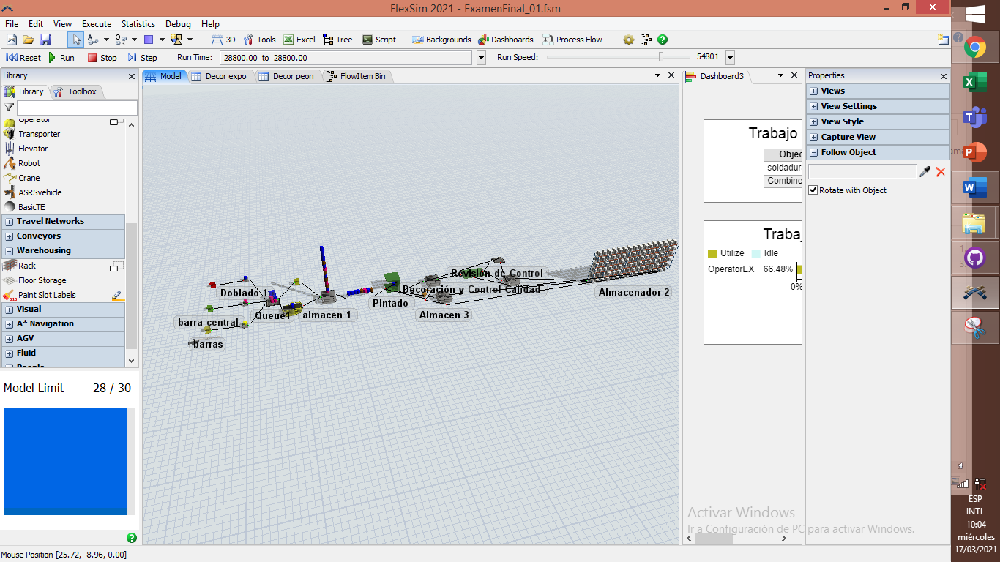 FlexSim 2021 - ExamenFinal_01.fsm
File Edit View Execute Statistics Debug Help
3D Tools Excel Tree Script Backgrounds Dashboards Process Flow
Reset Run Stop Step Run Time: 28800.00 to 28800.00 Run Speed: 54801
Library
Library Toolbox
Operator
Transporter
Elevator
Robot
Crane
ASRSvehicle
BasicTE
Travel Networks
Conveyors
Warehousing
Rack
Floor Storage
Paint Slot Labels
Visual
A* Navigation
AGV
Fluid
Model Limit 28 / 30
Mouse Position [25.72, -8.96, 0.00]
Model Decor expo Decor peon FlowItem Bin
Revisión de Control
Doblado 1
Decoración y Control Calidad
Almacenador 2
Pintado
Queue1
almacen 1
Almacen 3
barra central
barras
Dashboard3
Trabajo
Objec
soldadur
Combine
Trabaj
Utilize Idle
OperatorEX 66.48%
0%
Properties
Views
View Settings
View Style
Capture View
Follow Object
Rotate with Object
Activar Windows
Ir a Configuración de PC para activar Windows.
ESP
INTL
10:04
miércoles
17/03/2021